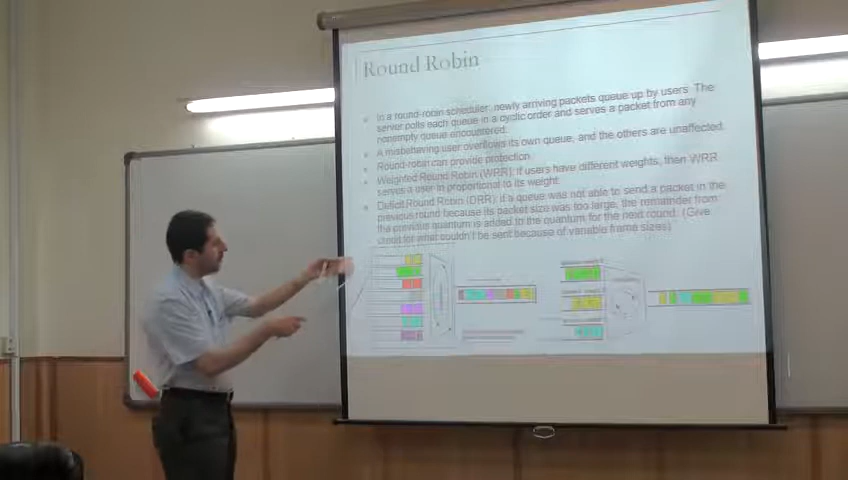 Round Robin
In a round-robin scheduler, newly arriving packets queue up by users. The
server polls each queue in a cyclic order and serves a packet from any
nonempty queue encountered.
A misbehaving user overflows its own queue, and the others are unaffected.
Round-robin can provide protection.
Weighted Round Robin (WRR): if users have different weights, then WRR
serves a user in proportional to its weight.
Deficit Round Robin (DRR): if a queue was not able to send a packet in the
previous round because its packet size was too large, the remainder from
the previous quantum is added to the quantum for the next round. (Give
credit for what couldn't be sent because of variable frame sizes)